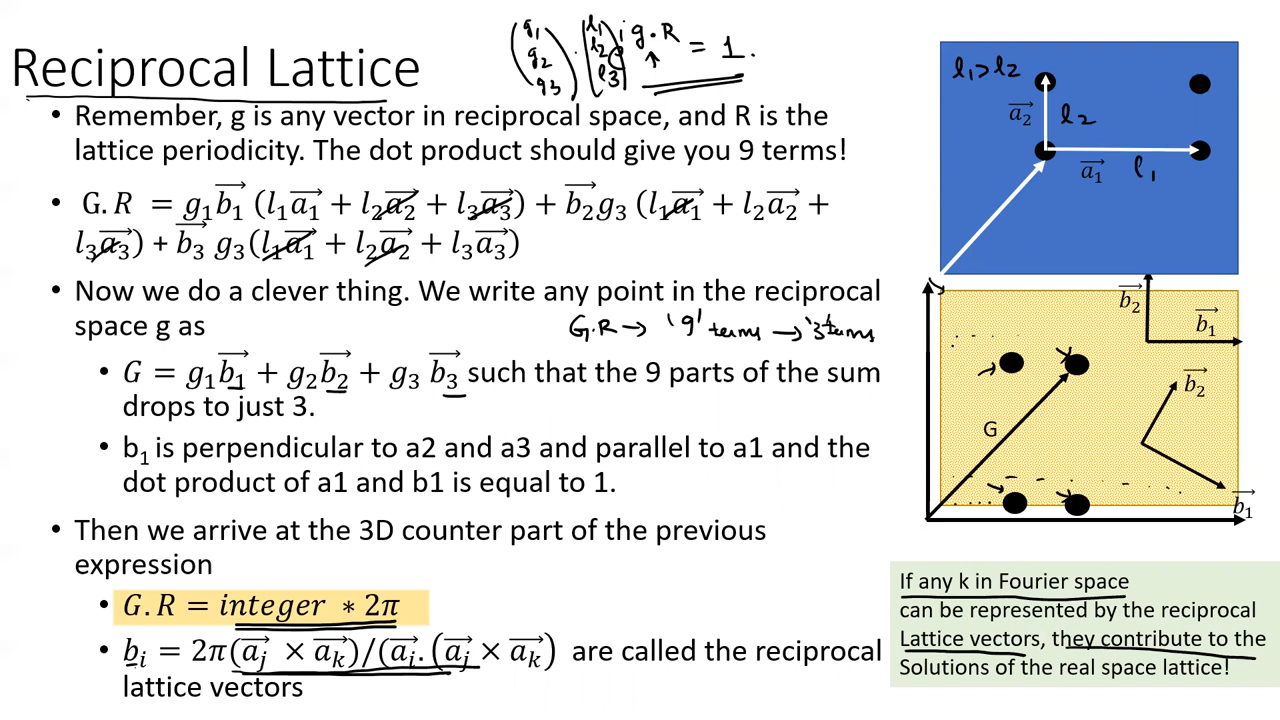 Reciprocal Lattice
(g1 g2 g3) . (l1 l2 l3)
e^{i g.R} = 1.
• Remember, g is any vector in reciprocal space, and R is the
lattice periodicity. The dot product should give you 9 terms!
• G.R = g₁b₁⃗ (l₁a₁⃗ + l₂a₂⃗ + l₃a₃⃗) + b₂⃗g₃ (l₁a₁⃗ + l₂a₂⃗ +
l₃a₃⃗) + b₃⃗ g₃(l₁a₁⃗ + l₂a₂⃗ + l₃a₃⃗)
• Now we do a clever thing. We write any point in the reciprocal
space g as
G.R → '9' terms → '3' terms
• G = g₁b₁⃗ + g₂b₂⃗ + g₃ b₃⃗ such that the 9 parts of the sum
drops to just 3.
• b₁ is perpendicular to a2 and a3 and parallel to a1 and the
dot product of a1 and b1 is equal to 1.
• Then we arrive at the 3D counter part of the previous
expression
• G.R = integer * 2π
• bᵢ = 2π(aⱼ⃗ × aₖ⃗)/(aᵢ⃗.(aⱼ⃗ × aₖ⃗) are called the reciprocal
lattice vectors
l₁>l₂
a₂⃗ l₂
a₁⃗ l₁
b₂⃗
b₁⃗
b₂⃗
G
b₁⃗
If any k in Fourier space
can be represented by the reciprocal
Lattice vectors, they contribute to the
Solutions of the real space lattice!